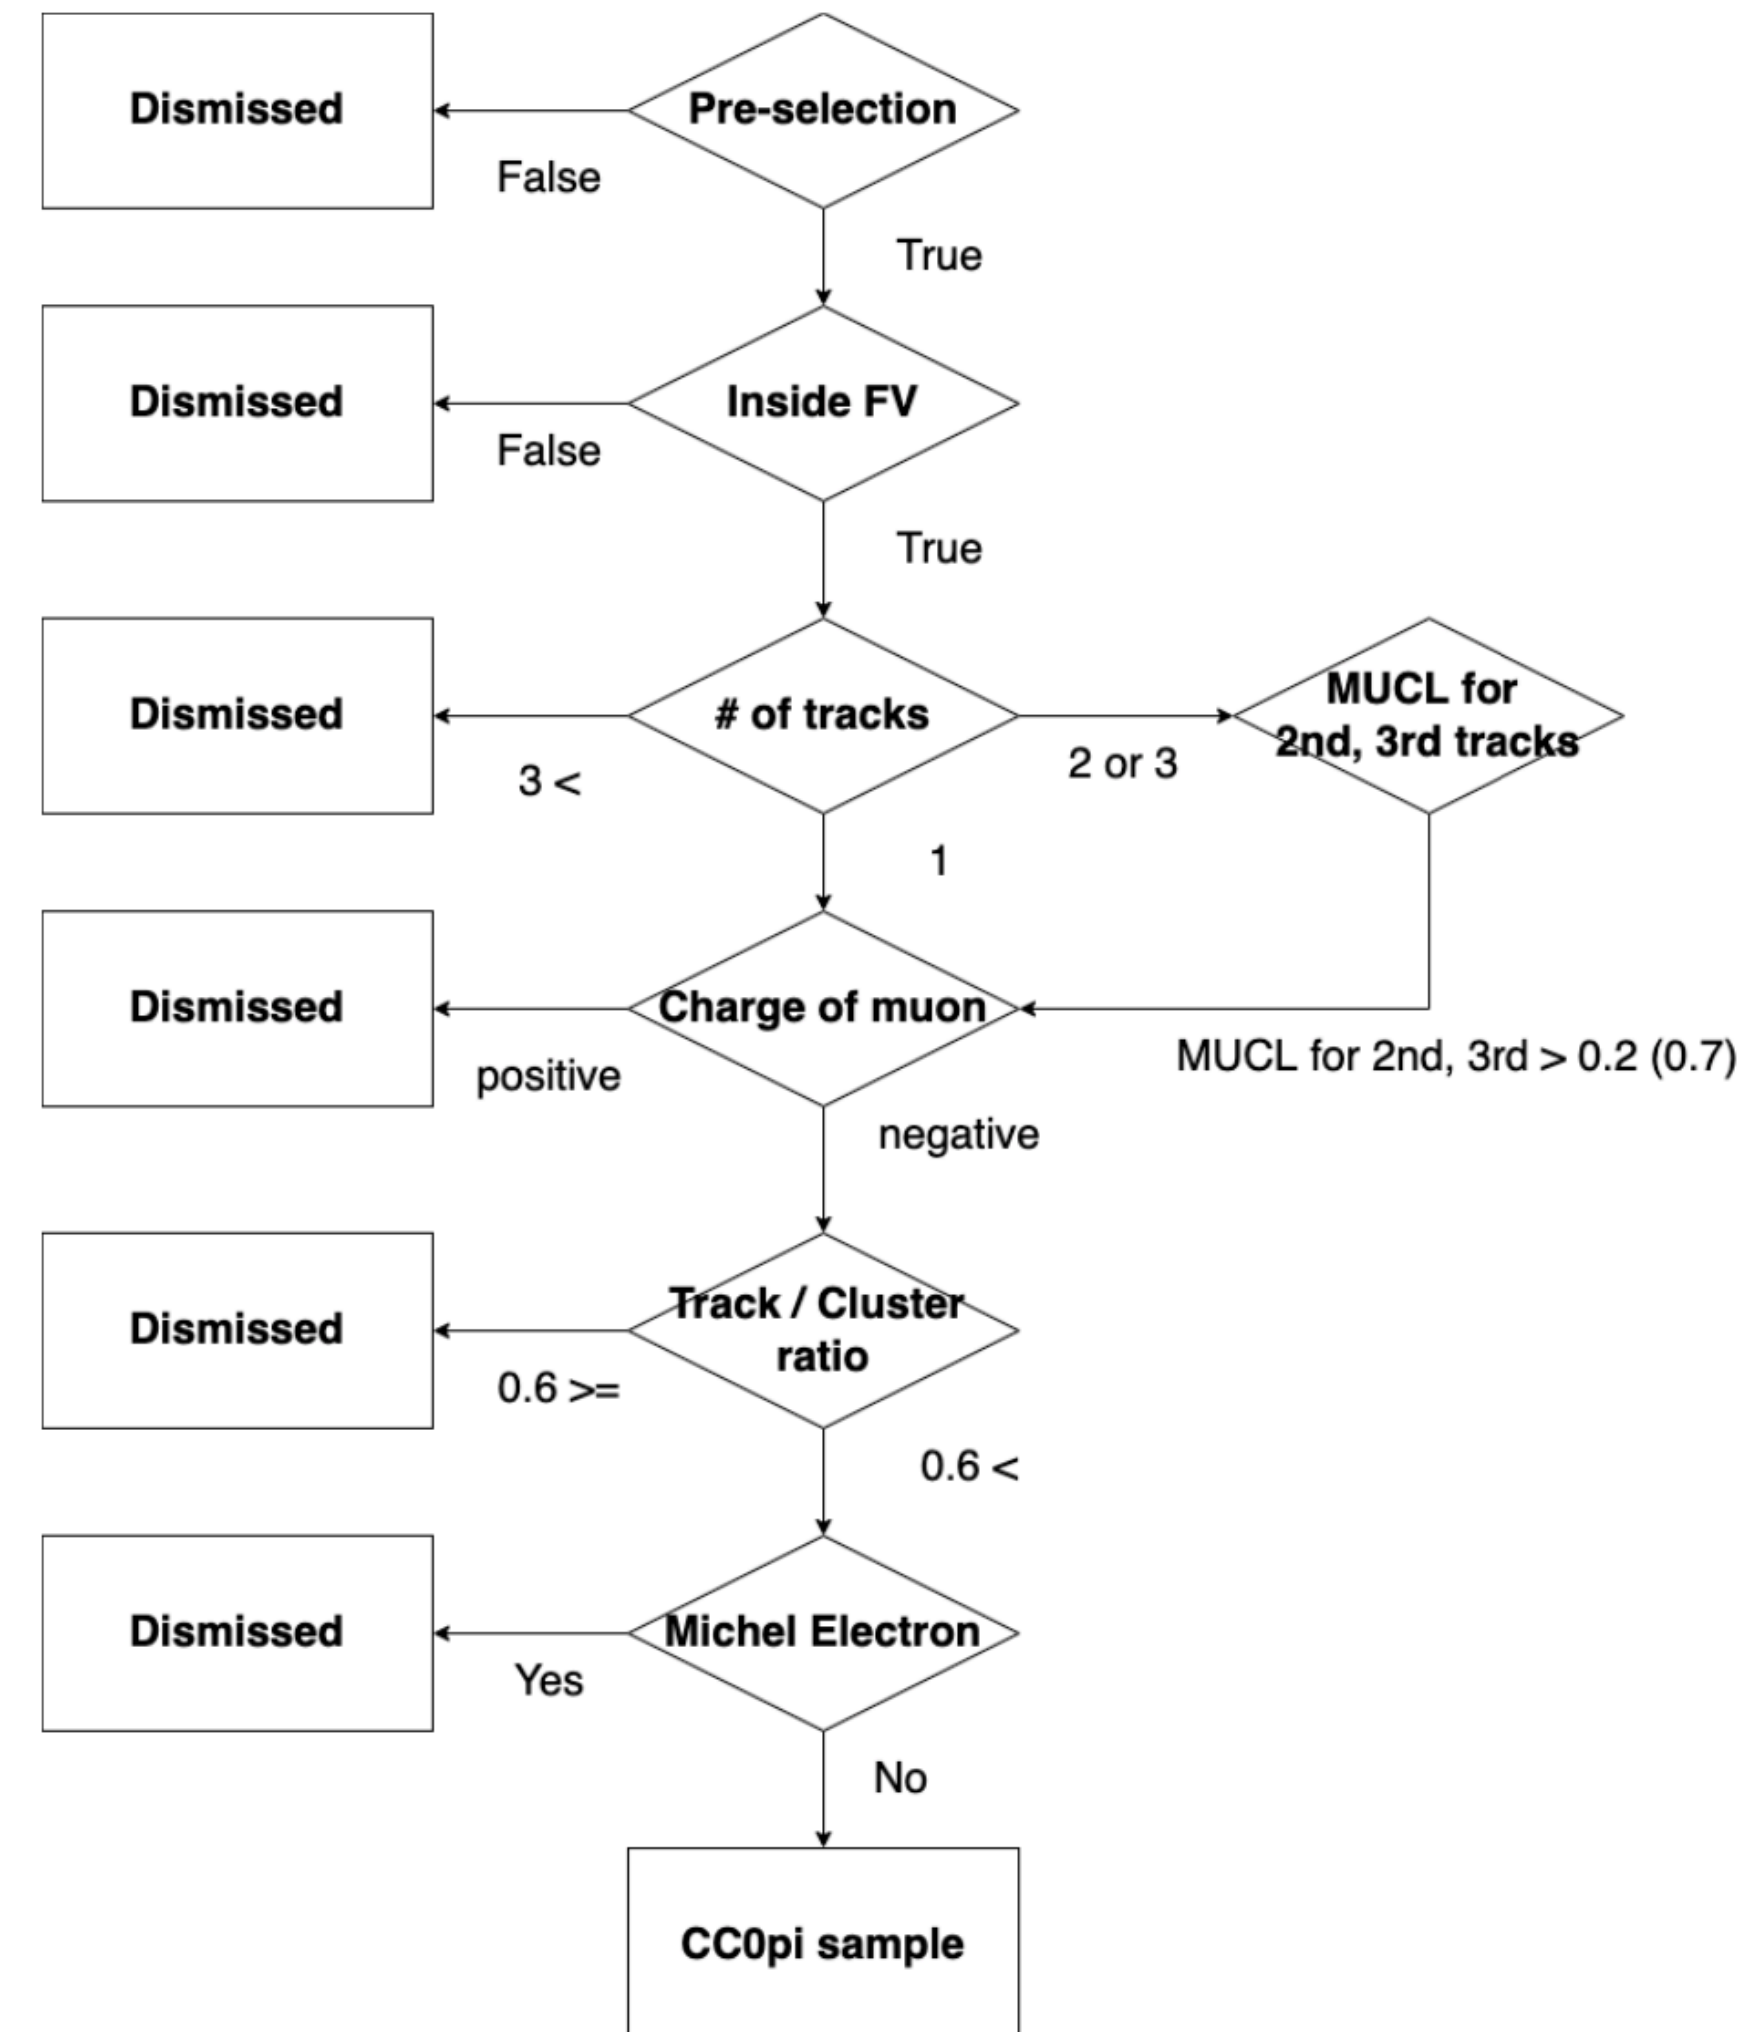 Dismissed
Pre-selection
False
True
Dismissed
Inside FV
False
True
Dismissed
# of tracks
MUCL for
2nd, 3rd tracks
3 <
2 or 3
1
Dismissed
Charge of muon
positive
MUCL for 2nd, 3rd > 0.2 (0.7)
negative
Dismissed
Track / Cluster
ratio
0.6 >=
0.6 <
Dismissed
Michel Electron
Yes
No
CC0pi sample